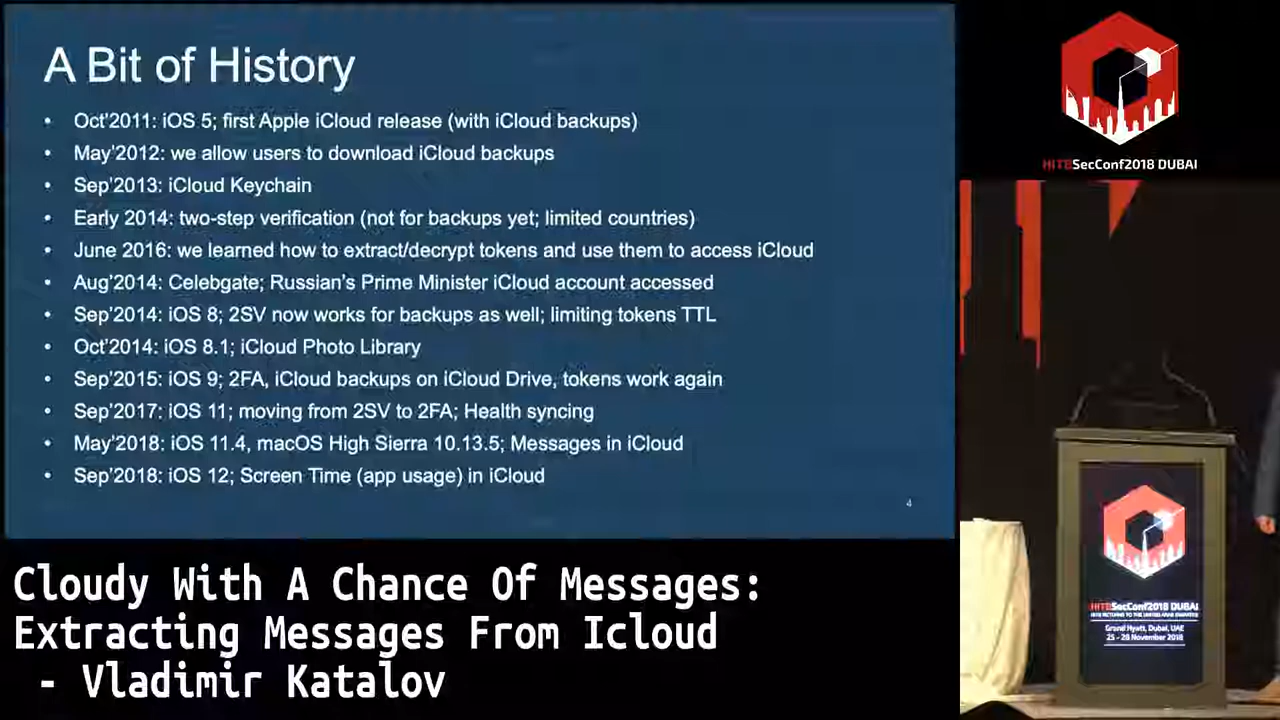 A Bit of History
• Oct'2011: iOS 5; first Apple iCloud release (with iCloud backups)
• May'2012: we allow users to download iCloud backups
• Sep'2013: iCloud Keychain
• Early 2014: two-step verification (not for backups yet; limited countries)
• June 2016: we learned how to extract/decrypt tokens and use them to access iCloud
• Aug'2014: Celebgate; Russian's Prime Minister iCloud account accessed
• Sep'2014: iOS 8; 2SV now works for backups as well; limiting tokens TTL
• Oct'2014: iOS 8.1; iCloud Photo Library
• Sep'2015: iOS 9; 2FA, iCloud backups on iCloud Drive, tokens work again
• Sep'2017: iOS 11; moving from 2SV to 2FA; Health syncing
• May'2018: iOS 11.4, macOS High Sierra 10.13.5; Messages in iCloud
• Sep'2018: iOS 12; Screen Time (app usage) in iCloud
4
HITBSecConf2018 DUBAI
HITBSecConf2018 DUBAI
HITB RETURNS TO THE UNITED ARAB EMIRATES
Grand Hyatt, Dubai, UAE
25 - 28 November 2018
Cloudy With A Chance Of Messages:
Extracting Messages From Icloud
- Vladimir Katalov